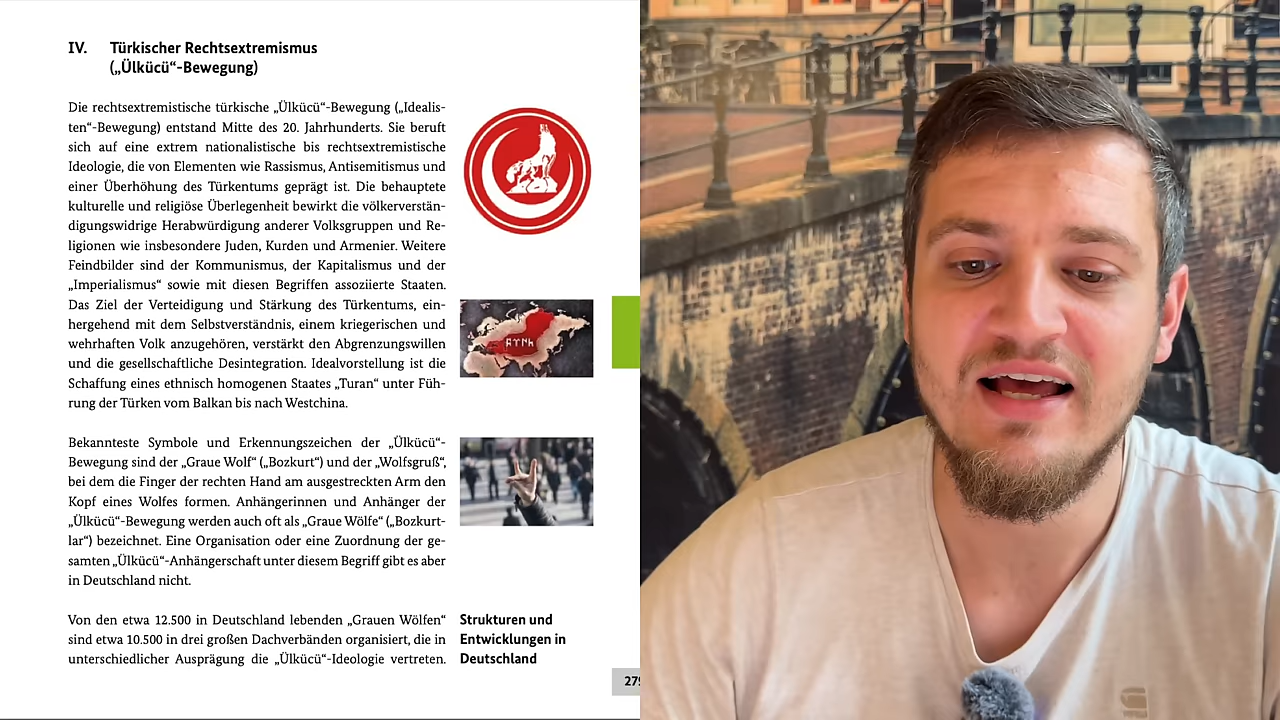 IV. Türkischer Rechtsextremismus
(„Ülkücü“-Bewegung)
Die rechtsextremistische türkische „Ülkücü“-Bewegung („Idealis-
ten“-Bewegung) entstand Mitte des 20. Jahrhunderts. Sie beruft
sich auf eine extrem nationalistische bis rechtsextremistische
Ideologie, die von Elementen wie Rassismus, Antisemitismus und
einer Überhöhung des Türkentums geprägt ist. Die behauptete
kulturelle und religiöse Überlegenheit bewirkt die völkerverstän-
digungswidrige Herabwürdigung anderer Volksgruppen und Re-
ligionen wie insbesondere Juden, Kurden und Armenier. Weitere
Feindbilder sind der Kommunismus, der Kapitalismus und der
„Imperialismus“ sowie mit diesen Begriffen assoziierte Staaten.
Das Ziel der Verteidigung und Stärkung des Türkentums, ein-
hergehend mit dem Selbstverständnis, einem kriegerischen und
wehrhaften Volk anzugehören, verstärkt den Abgrenzungswillen
und die gesellschaftliche Desintegration. Idealvorstellung ist die
Schaffung eines ethnisch homogenen Staates „Turan“ unter Füh-
rung der Türken vom Balkan bis nach Westchina.
Bekannteste Symbole und Erkennungszeichen der „Ülkücü“-
Bewegung sind der „Graue Wolf“ („Bozkurt“) und der „Wolfsgruß“,
bei dem die Finger der rechten Hand am ausgestreckten Arm den
Kopf eines Wolfes formen. Anhängerinnen und Anhänger der
„Ülkücü“-Bewegung werden auch oft als „Graue Wölfe“ („Bozkurt-
lar“) bezeichnet. Eine Organisation oder eine Zuordnung der ge-
samten „Ülkücü“-Anhängerschaft unter diesem Begriff gibt es aber
in Deutschland nicht.
Von den etwa 12.500 in Deutschland lebenden „Grauen Wölfen“
sind etwa 10.500 in drei großen Dachverbänden organisiert, die in
unterschiedlicher Ausprägung die „Ülkücü“-Ideologie vertreten.
Strukturen und
Entwicklungen in
Deutschland